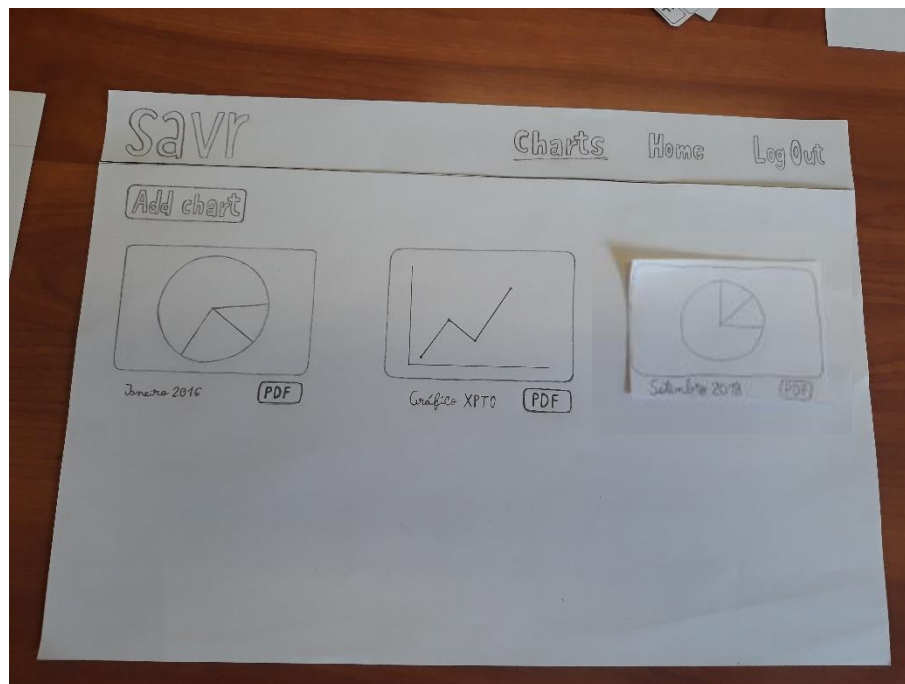 savr
Charts Home Log Out
Add chart
Janeiro 2016 PDF
Gráfico XPTO PDF
Setembro 2018 PDF